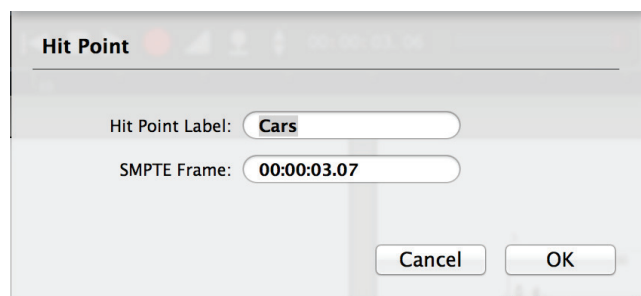 Hit Point
Hit Point Label: Cars
SMPTE Frame: 00:00:03.07
Cancel OK